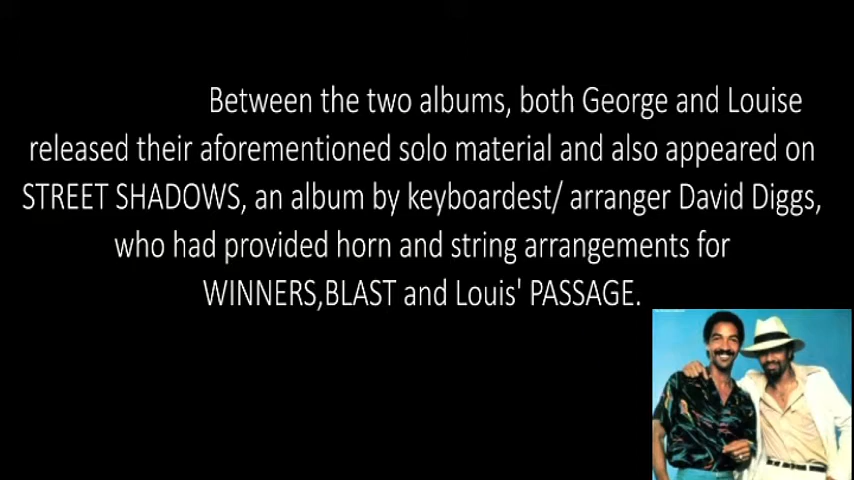 Between the two albums, both George and Louise
released their aforementioned solo material and also appeared on
STREET SHADOWS, an album by keyboardest/ arranger David Diggs,
who had provided horn and string arrangements for
WINNERS,BLAST and Louis' PASSAGE.